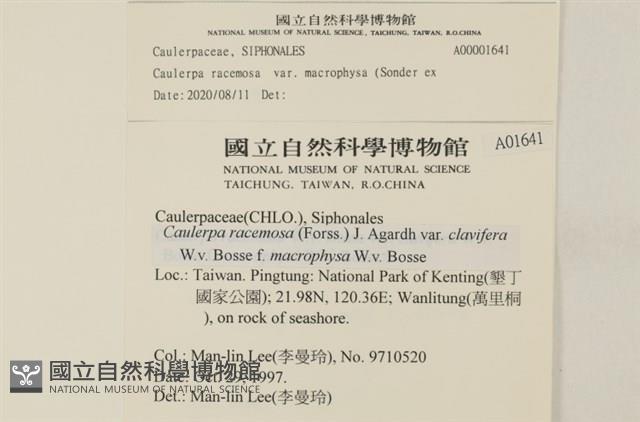 國立自然科學博物館
NATIONAL MUSEUM OF NATURAL SCIENCE, TAICHUNG, TAIWAN, R.O.CHINA
Caulerpaceae, SIPHONALES A00001641
Caulerpa racemosa var. macrophysa (Sonder ex
Date:2020/08/11 Det:
國立自然科學博物館 A01641
NATIONAL MUSEUM OF NATURAL SCIENCE
TAICHUNG, TAIWAN, R.O.CHINA
Caulerpaceae(CHLO.), Siphonales
Caulerpa racemosa (Forss.) J. Agardh var. clavifera
W.v. Bosse f. macrophysa W.v. Bosse
Loc.: Taiwan. Pingtung: National Park of Kenting(墾丁
國家公園); 21.98N, 120.36E; Wanlitung(萬里桐
), on rock of seashore.
Col.: Man-lin Lee(李曼玲), No. 9710520
Date: Oct 1997.
Det.: Man-lin Lee(李曼玲)
國立自然科學博物館
NATIONAL MUSEUM OF NATURAL SCIENCE